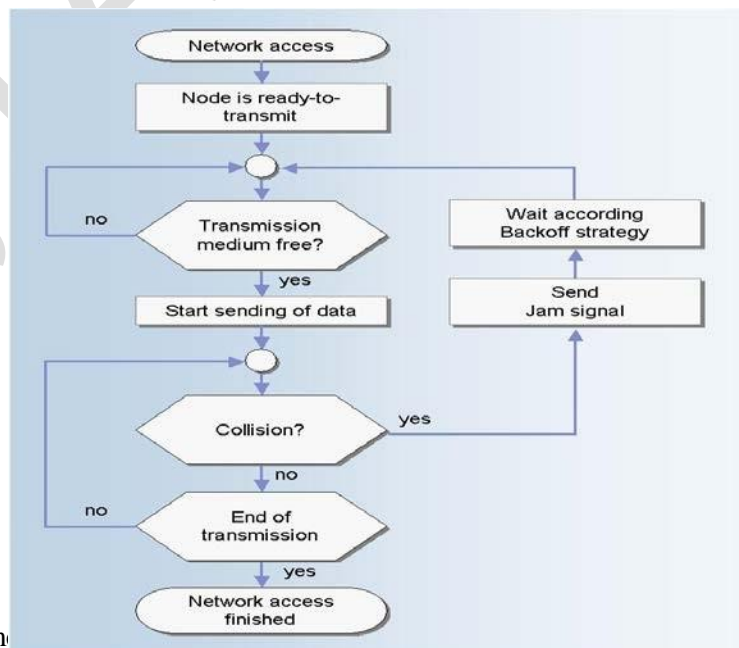 Network access
Node is ready-to-
transmit
no
Transmission
medium free?
yes
Start sending of data
Wait according
Backoff strategy
Send
Jam signal
Collision?
yes
no
no
End of
transmission
yes
Network access
finished